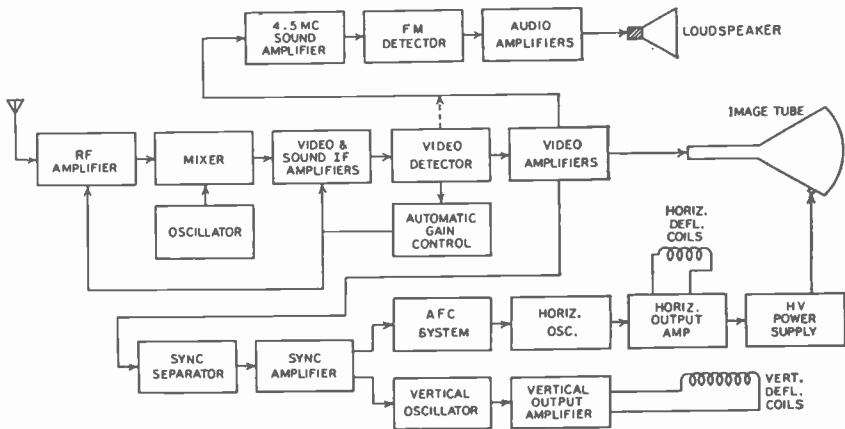 4.5 MC
SOUND
AMPLIFIER
FM
DETECTOR
AUDIO
AMPLIFIERS
LOUDSPEAKER
IMAGE TUBE
RF
AMPLIFIER
MIXER
VIDEO &
SOUND IF
AMPLIFIERS
VIDEO
DETECTOR
VIDEO
AMPLIFIERS
OSCILLATOR
AUTOMATIC
GAIN
CONTROL
HORIZ.
DEFL.
COILS
AFC
SYSTEM
HORIZ.
OSC.
HORIZ.
OUTPUT
AMP
HV
POWER
SUPPLY
SYNC
SEPARATOR
SYNC
AMPLIFIER
VERTICAL
OSCILLATOR
VERTICAL
OUTPUT
AMPLIFIER
VERT.
DEFL.
COILS